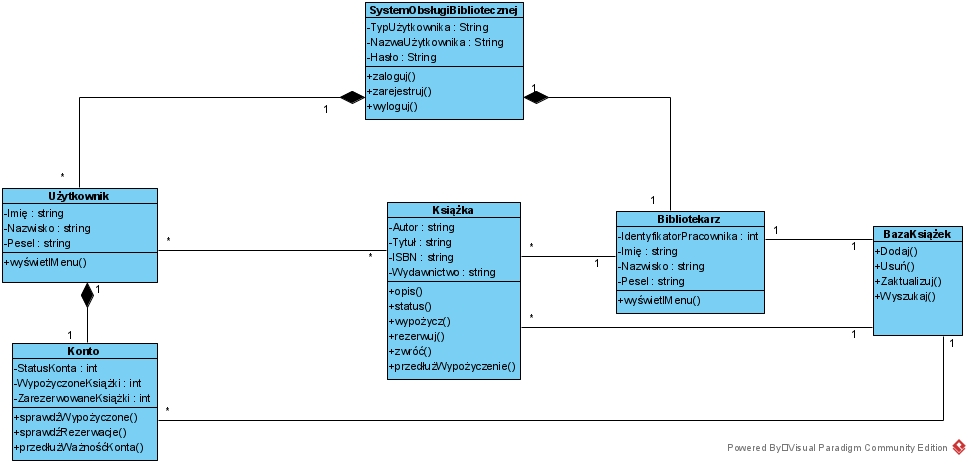 SystemObsługiBibliotecznej
-TypUżytkownika : String
-NazwaUżytkownika : String
-Hasło : String
+zaloguj()
+zarejestruj()
+wyloguj()
1
1
*
1
Użytkownik
-Imię : string
-Nazwisko : string
-Pesel : string
+wyświetlMenu()
*
*
1
1
Książka
-Autor : string
-Tytuł : string
-ISBN : string
-Wydawnictwo : string
+opis()
+status()
+wypożycz()
+rezerwuj()
+zwróć()
+przedłużWypożyczenie()
*
1
*
1
Bibliotekarz
-IdentyfikatorPracownika : int
-Imię : string
-Nazwisko : string
-Pesel : string
+wyświetlMenu()
1
1
BazaKsiążek
+Dodaj()
+Usuń()
+Zaktualizuj()
+Wyszukaj()
1
Konto
-StatusKonta : int
-WypożyczoneKsiążki : int
-ZarezerwowaneKsiążki : int
+sprawdźWypożyczone()
+sprawdźRezerwacje()
+przedłużWażnośćKonta()
*
Powered By Visual Paradigm Community Edition